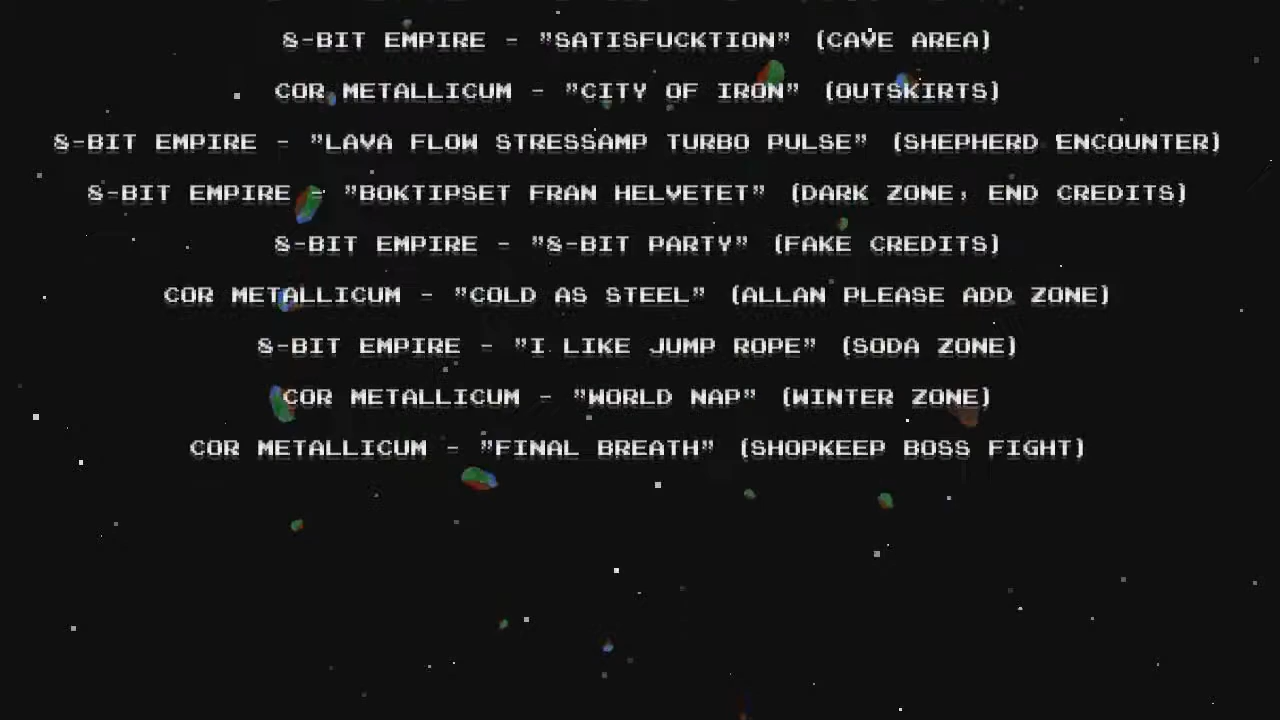 8-BIT EMPIRE - "SATISFUCKTION" (CAVE AREA)
COR METALLICUM - "CITY OF IRON" (OUTSKIRTS)
8-BIT EMPIRE - "LAVA FLOW STRESSAMP TURBO PULSE" (SHEPHERD ENCOUNTER)
8-BIT EMPIRE - "BOKTIPSET FRAN HELVETET" (DARK ZONE, END CREDITS)
8-BIT EMPIRE - "8-BIT PARTY" (FAKE CREDITS)
COR METALLICUM - "COLD AS STEEL" (ALLAN PLEASE ADD ZONE)
8-BIT EMPIRE - "I LIKE JUMP ROPE" (SODA ZONE)
COR METALLICUM - "WORLD NAP" (WINTER ZONE)
COR METALLICUM - "FINAL BREATH" (SHOPKEEP BOSS FIGHT)